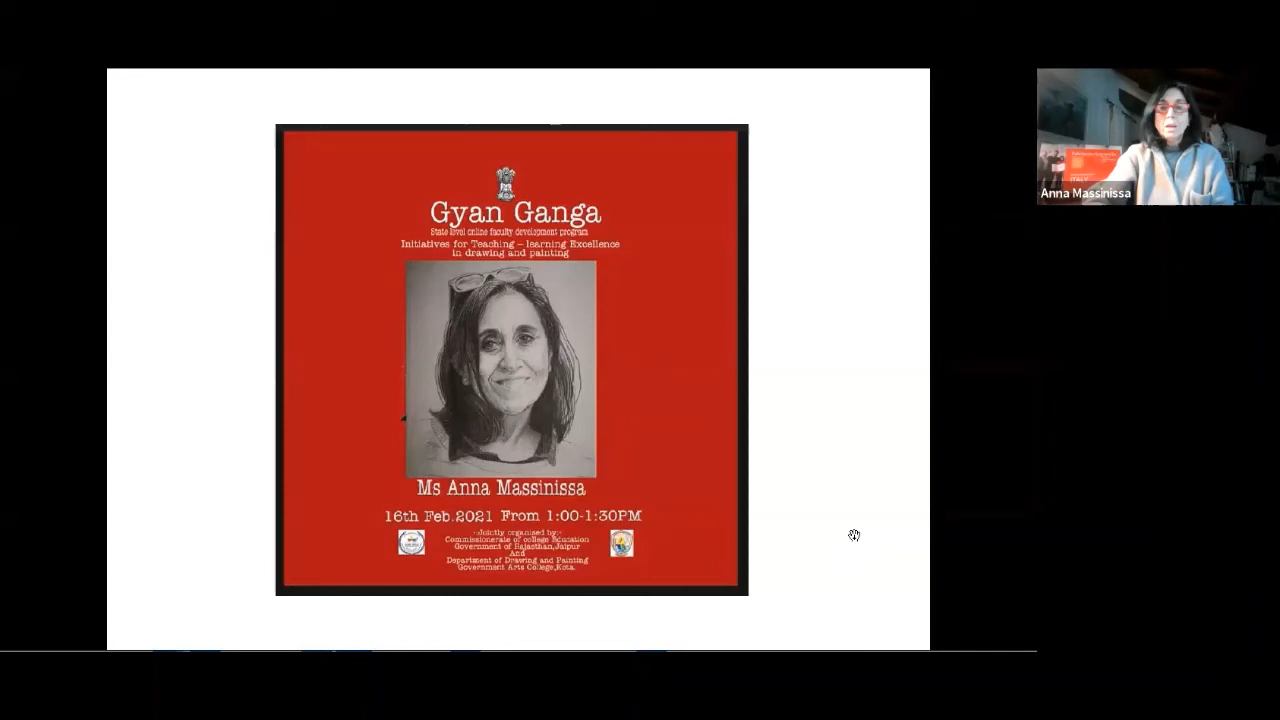 Gyan Ganga
State level online faculty development program
Initiatives for Teaching – learning Excellence
in drawing and painting
Ms Anna Massinissa
16th Feb.2021 From 1:00-1:30PM
-:Jointly organised by:-
Commissionerate of college Education
Government of Rajasthan,Jaipur
And
Department of Drawing and Painting
Government Arts College,Kota.
ITALY
Anna Massinissa